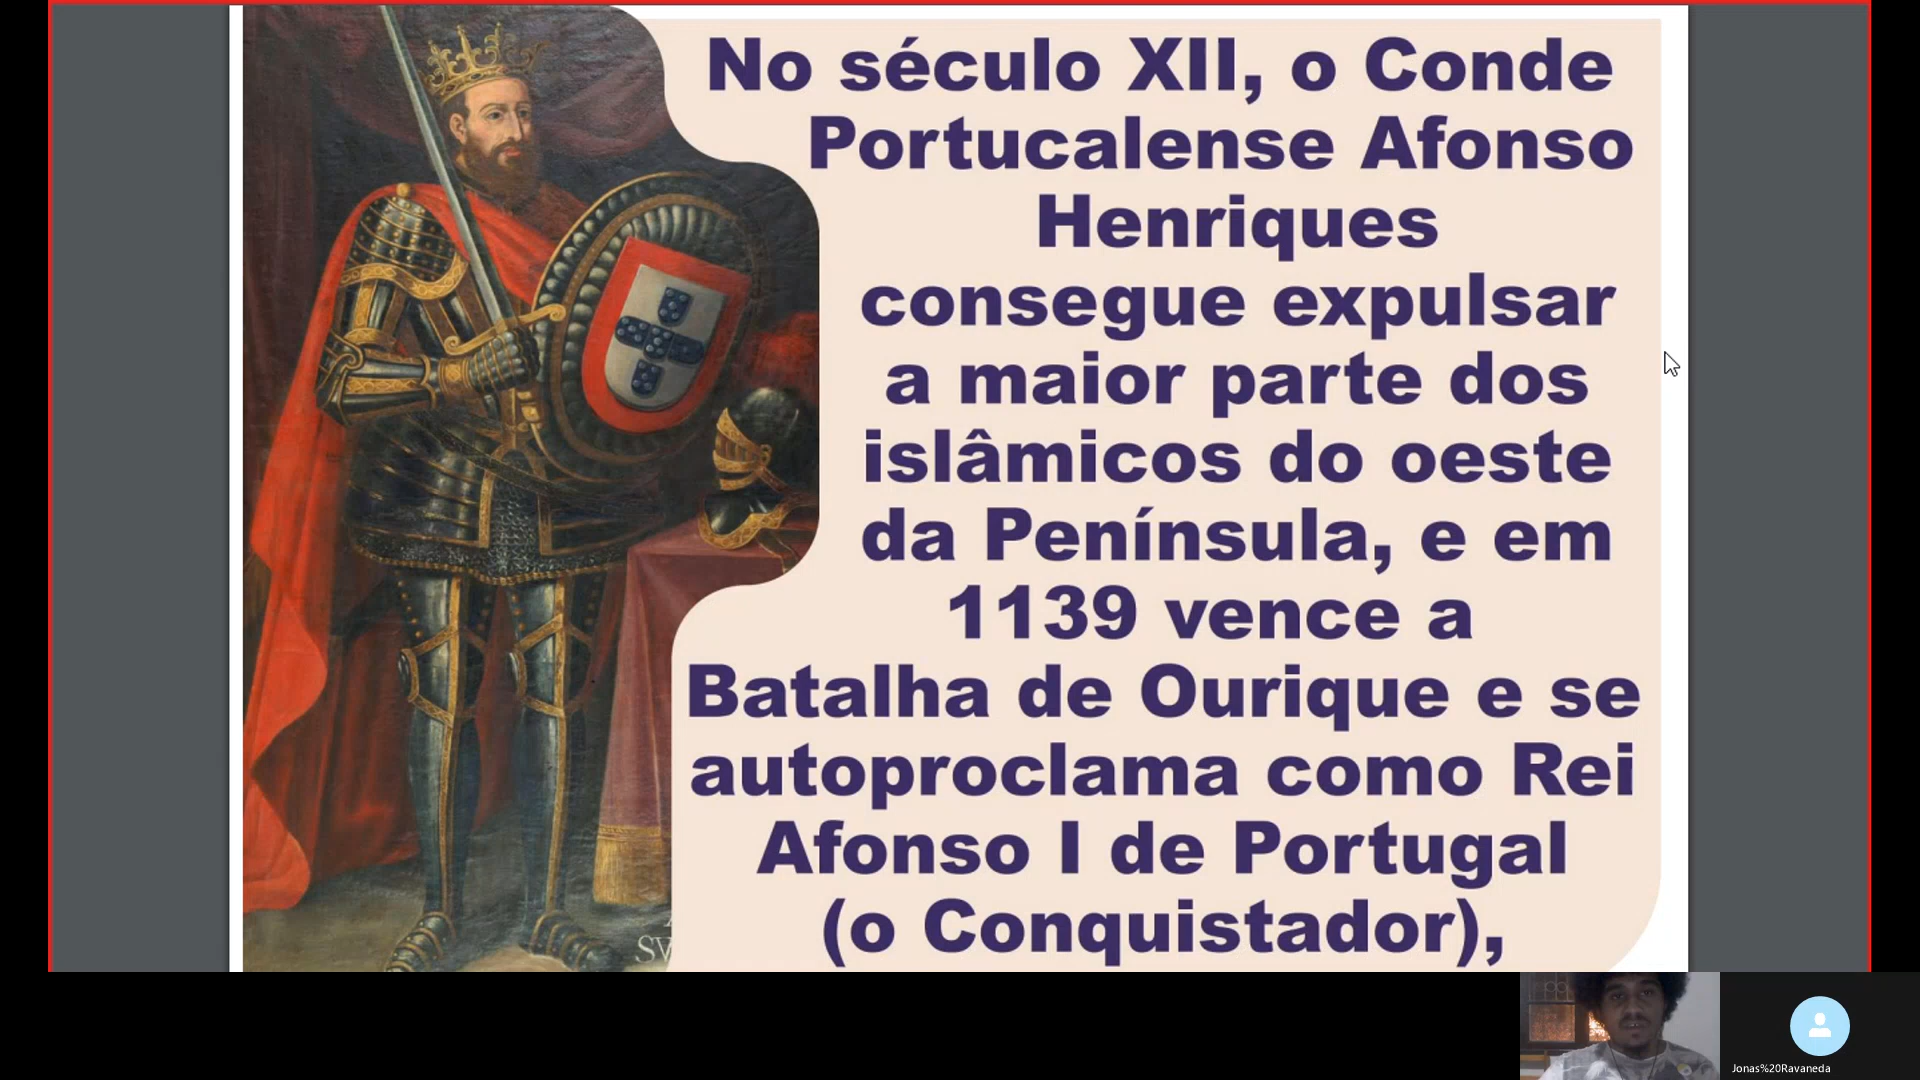 No século XII, o Conde
Portucalense Afonso
Henriques
consegue expulsar
a maior parte dos
islâmicos do oeste
da Península, e em
1139 vence a
Batalha de Ourique e se
autoproclama como Rei
Afonso I de Portugal
(o Conquistador),
Jonas%20Ravaneda